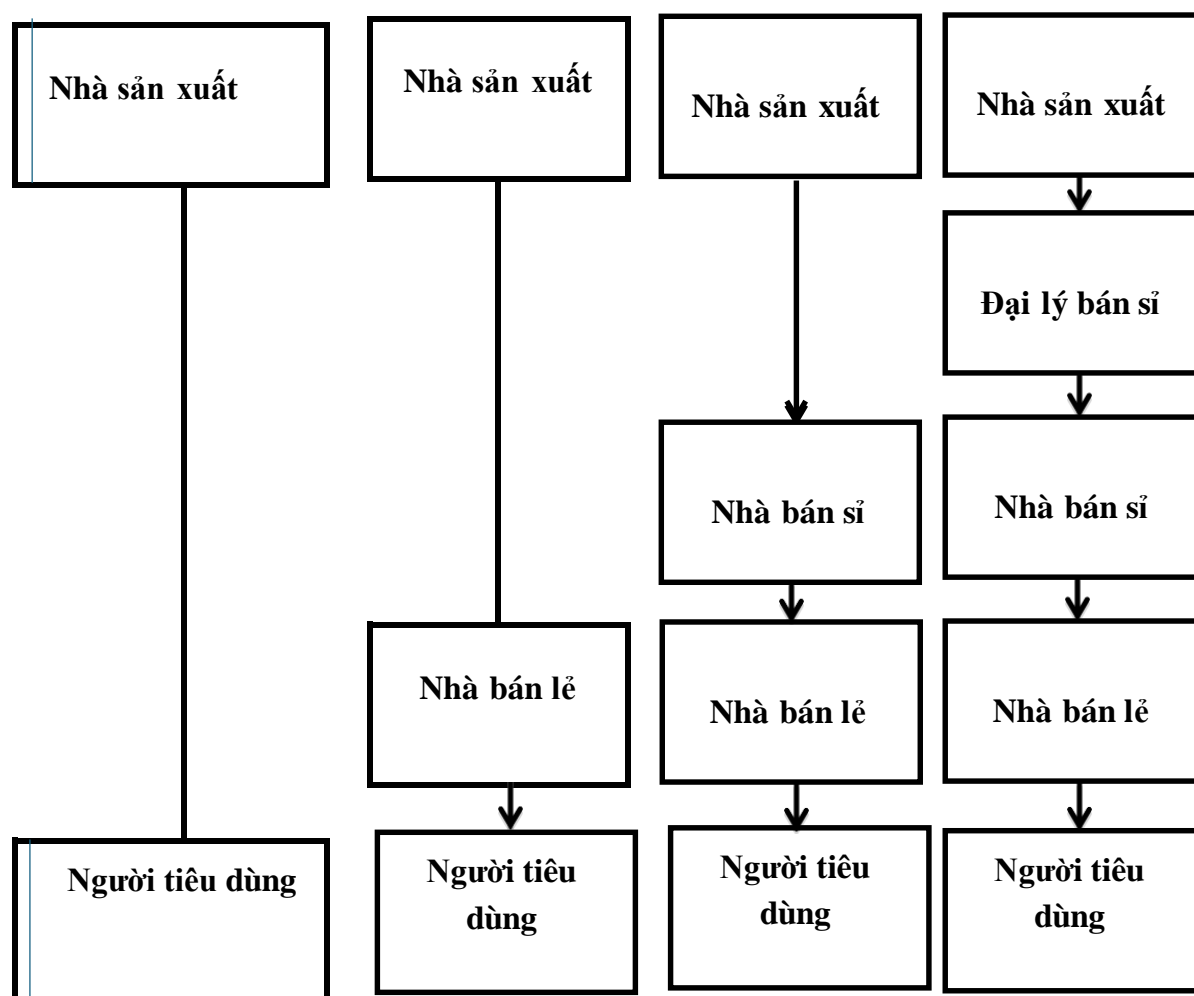 Nhà sản xuất
Nhà sản xuất
Nhà sản xuất
Nhà sản xuất
Đại lý bán sỉ
Nhà bán sỉ
Nhà bán sỉ
Nhà bán lẻ
Nhà bán lẻ
Nhà bán lẻ
Người tiêu dùng
Người tiêu
dùng
Người tiêu
dùng
Người tiêu
dùng